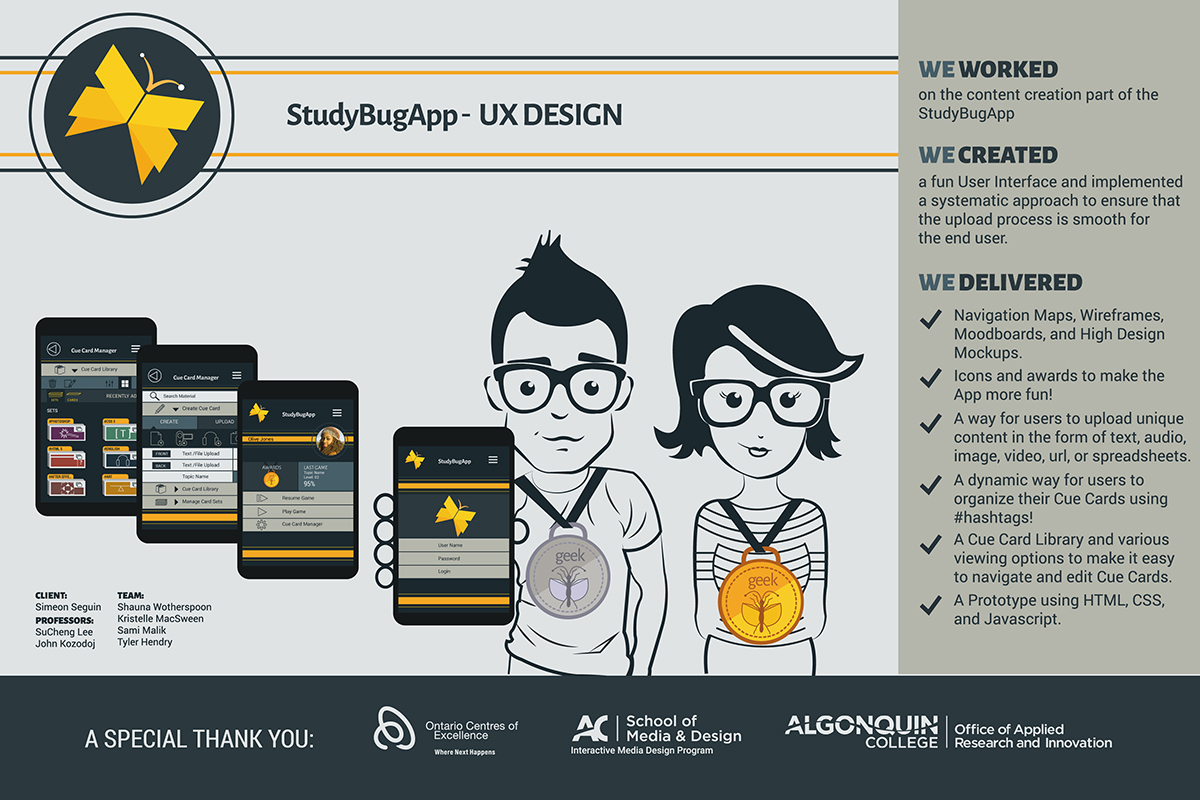 StudyBugApp - UX DESIGN
WE WORKED
on the content creation part of the
StudyBugApp
WE CREATED
a fun User Interface and implemented
a systematic approach to ensure that
the upload process is smooth for
the end user.
WE DELIVERED
Navigation Maps, Wireframes,
Moodboards, and High Design
Mockups.
Icons and awards to make the
App more fun!
A way for users to upload unique
content in the form of text, audio,
image, video, url, or spreadsheets.
A dynamic way for users to
organize their Cue Cards using
#hashtags!
A Cue Card Library and various
viewing options to make it easy
to navigate and edit Cue Cards.
A Prototype using HTML, CSS,
and Javascript.
Cue Card Manager
Cue Card Library
SETS
CARDS
RECENTLY AD
SETS
Cue Card Manager
Search Material
Create Cue Card
CREATE
UPLOAD
FRONT
Text /File Upload
BACK
Text /File Upload
Topic Name
Cue Card Library
Manage Card Sets
StudyBugApp
Olive Jones
AWARDS
LAST GAME
Topic Name
Level: 02
95%
Resume Game
Play Game
Cue Card Manager
StudyBugApp
User Name
Password
Login
geek
geek
CLIENT:
Simeon Seguin
PROFESSORS:
SuCheng Lee
John Kozodoj
TEAM:
Shauna Wotherspoon
Kristelle MacSween
Sami Malik
Tyler Hendry
A SPECIAL THANK YOU:
Ontario Centres of
Excellence
Where Next Happens
AC
School of
Media & Design
Interactive Media Design Program
ALGONQUIN
COLLEGE
Office of Applied
Research and Innovation